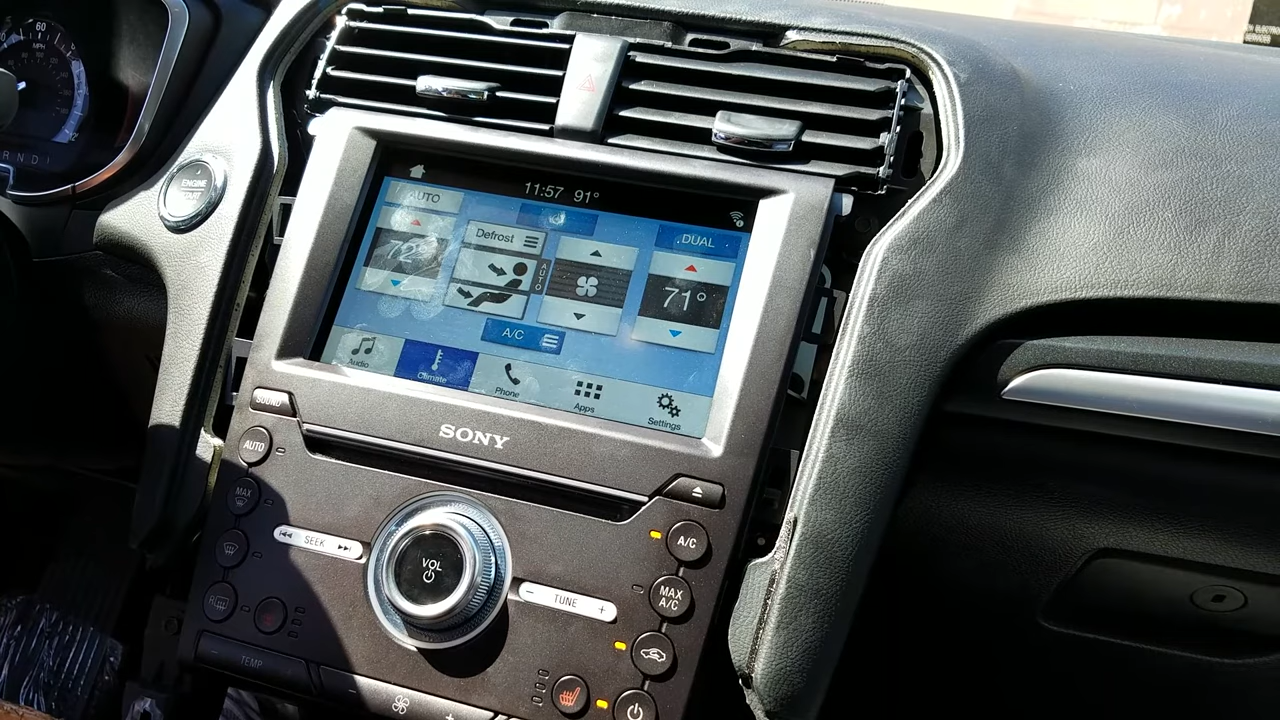 60
MPH
R N D
ENGINE
11:57 91°
AUTO
72°
Defrost
AUTO
DUAL
71°
A/C
Audio
Climate
Phone
Apps
Settings
SOUND
SONY
AUTO
MAX
SEEK
VOL
A/C
MAX
A/C
− TUNE +
R
− TEMP
− +